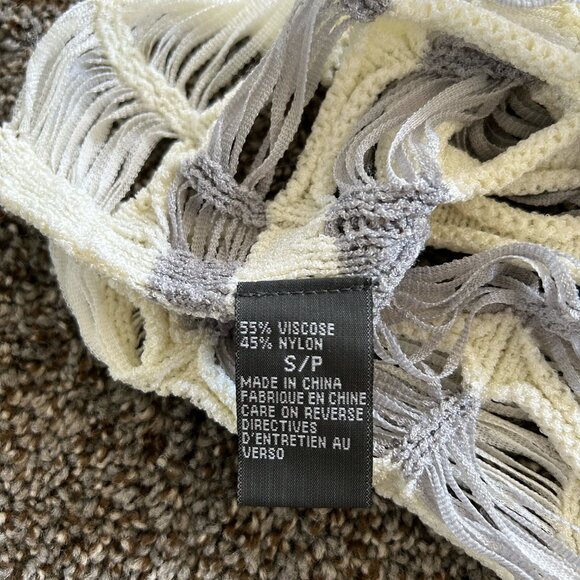 55% VISCOSE
45% NYLON
S/P
MADE IN CHINA
FABRIQUE EN CHINE
CARE ON REVERSE
DIRECTIVES
D'ENTRETIEN AU
VERSO